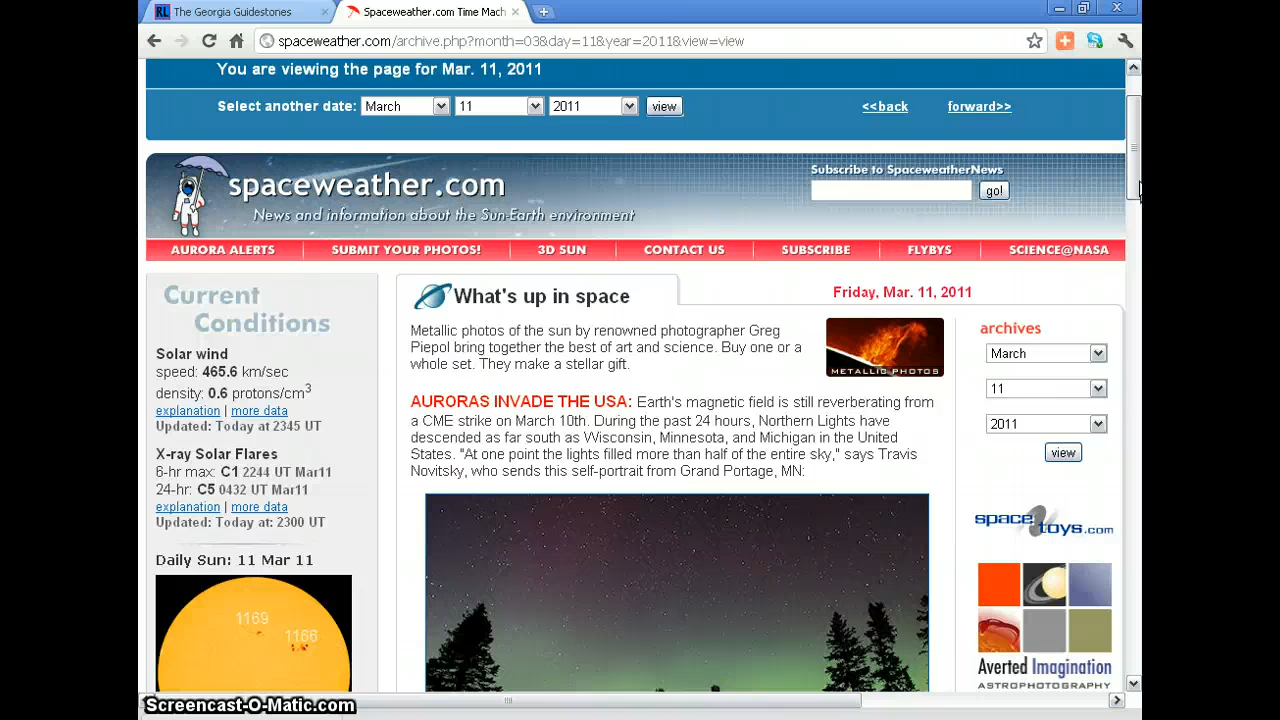 The Georgia Guidestones
Spaceweather.com Time Mach
spaceweather.com/archive.php?month=03&day=11&year=2011&view=view
You are viewing the page for Mar. 11, 2011
Select another date: March 11 2011 view <<back forward>>
Subscribe to SpaceweatherNews
spaceweather.com
go!
News and information about the Sun-Earth environment
AURORA ALERTS SUBMIT YOUR PHOTOS! 3D SUN CONTACT US SUBSCRIBE FLYBYS SCIENCE@NASA
Current
Conditions
Solar wind
speed: 465.6 km/sec
density: 0.6 protons/cm3
explanation | more data
Updated: Today at 2345 UT
X-ray Solar Flares
6-hr max: C1 2244 UT Mar11
24-hr: C5 0432 UT Mar11
explanation | more data
Updated: Today at: 2300 UT
Daily Sun: 11 Mar 11
1169
1166
What's up in space
Friday, Mar. 11, 2011
Metallic photos of the sun by renowned photographer Greg
Piepol bring together the best of art and science. Buy one or a
whole set. They make a stellar gift.
METALLIC PHOTOS
AURORAS INVADE THE USA: Earth's magnetic field is still reverberating from
a CME strike on March 10th. During the past 24 hours, Northern Lights have
descended as far south as Wisconsin, Minnesota, and Michigan in the United
States. "At one point the lights filled more than half of the entire sky," says Travis
Novitsky, who sends this self-portrait from Grand Portage, MN:
archives
March
11
2011
view
space toys.com
Averted Imagination
ASTROPHOTOGRAPHY
Screencast-O-Matic.com